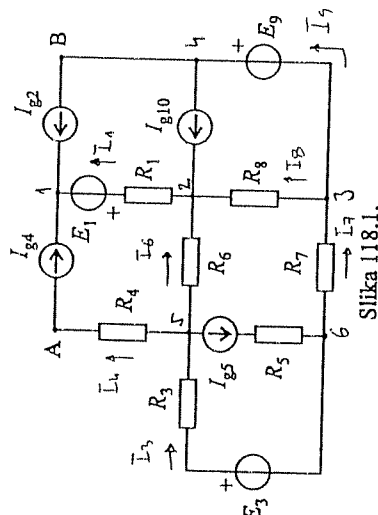 B
4
E9
+
I5
Ig2
Ig10
1
I1
E1
+
R1
2
R8
I8
3
Ig4
I6
R6
R7
I7
A
R4
I4
5
Ig5
R5
6
R3
I3
+
E3
Slika 118.1.